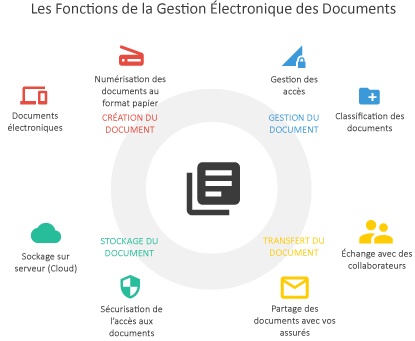 Les Fonctions de la Gestion Électronique des Documents
Numérisation des
documents au
format papier
Gestion des
accès
Documents
électroniques
CRÉATION DU
DOCUMENT
GESTION DU
DOCUMENT
Classification des
documents
STOCKAGE DU
DOCUMENT
TRANSFERT DU
DOCUMENT
Sockage sur
serveur (Cloud)
Échange avec des
collaborateurs
Sécurisation de
l'accès aux
documents
Partage des
documents avec vos
assurés